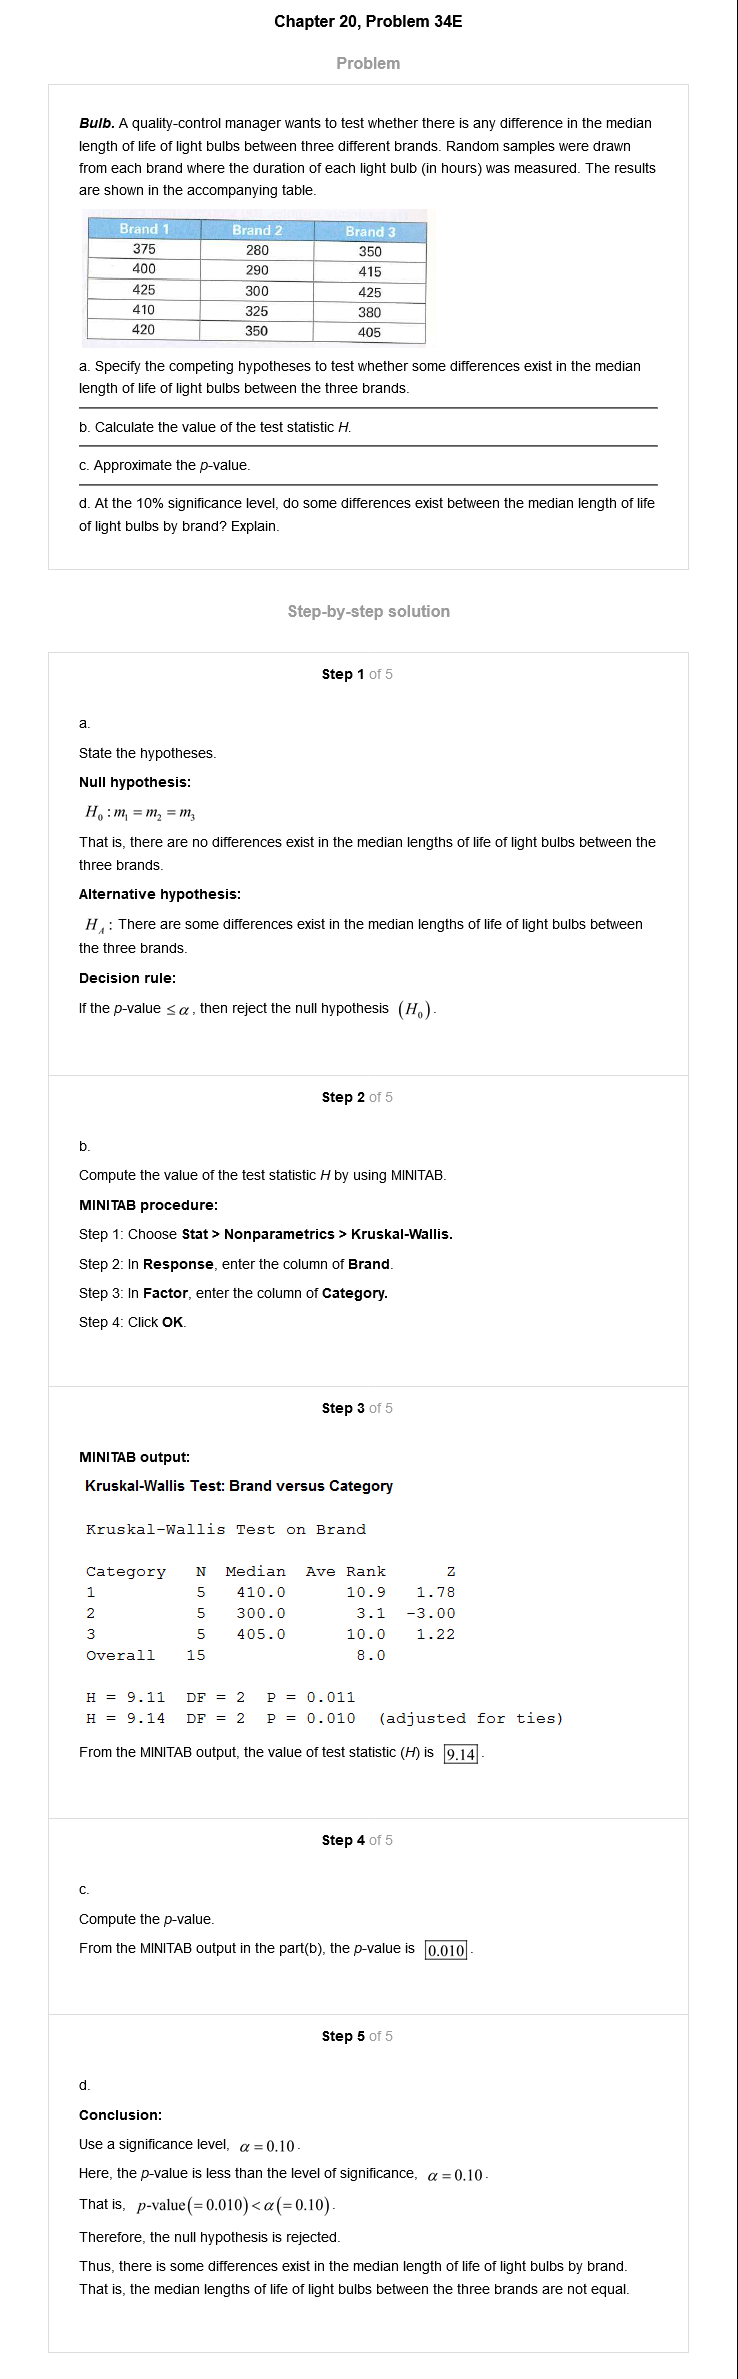 Chapter 20, Problem 34E
Problem
Bulb. A quality-control manager wants to test whether there is any difference in the median
length of life of light bulbs between three different brands. Random samples were drawn
from each brand where the duration of each light bulb (in hours) was measured. The results
are shown in the accompanying table.
Brand 1 Brand 2 Brand 3
375 280 350
400 290 415
425 300 425
410 325 380
420 350 405
a. Specify the competing hypotheses to test whether some differences exist in the median
length of life of light bulbs between the three brands.
b. Calculate the value of the test statistic H.
c. Approximate the p-value.
d. At the 10% significance level, do some differences exist between the median length of life
of light bulbs by brand? Explain.
Step-by-step solution
Step 1 of 5
a.
State the hypotheses.
Null hypothesis:
H₀ : m₁ = m₂ = m₃
That is, there are no differences exist in the median lengths of life of light bulbs between the
three brands.
Alternative hypothesis:
H_A : There are some differences exist in the median lengths of life of light bulbs between
the three brands.
Decision rule:
If the p-value ≤ α, then reject the null hypothesis (H₀).
Step 2 of 5
b.
Compute the value of the test statistic H by using MINITAB.
MINITAB procedure:
Step 1: Choose Stat > Nonparametrics > Kruskal-Wallis.
Step 2: In Response, enter the column of Brand.
Step 3: In Factor, enter the column of Category.
Step 4: Click OK.
Step 3 of 5
MINITAB output:
Kruskal-Wallis Test: Brand versus Category
Kruskal-Wallis Test on Brand
Category N Median Ave Rank Z
1 5 410.0 10.9 1.78
2 5 300.0 3.1 -3.00
3 5 405.0 10.0 1.22
Overall 15 8.0
H = 9.11 DF = 2 P = 0.011
H = 9.14 DF = 2 P = 0.010 (adjusted for ties)
From the MINITAB output, the value of test statistic (H) is 9.14.
Step 4 of 5
c.
Compute the p-value.
From the MINITAB output in the part(b), the p-value is 0.010.
Step 5 of 5
d.
Conclusion:
Use a significance level, α = 0.10.
Here, the p-value is less than the level of significance, α = 0.10.
That is, p-value(= 0.010) < α(= 0.10).
Therefore, the null hypothesis is rejected.
Thus, there is some differences exist in the median length of life of light bulbs by brand.
That is, the median lengths of life of light bulbs between the three brands are not equal.